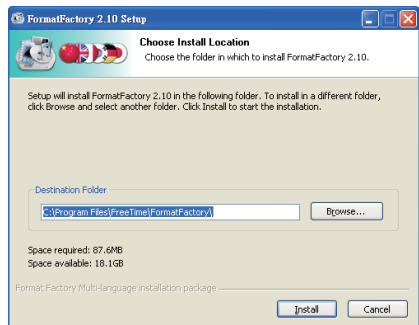 FormatFactory 2.10 Setup
Choose Install Location
Choose the folder in which to install FormatFactory 2.10.
Setup will install FormatFactory 2.10 in the following folder. To install in a different folder,
click Browse and select another folder. Click Install to start the installation.
Destination Folder
C:\Program Files\FreeTime\FormatFactory\
Browse...
Space required: 87.6MB
Space available: 18.1GB
Format Factory Multi-language installation package
Install
Cancel